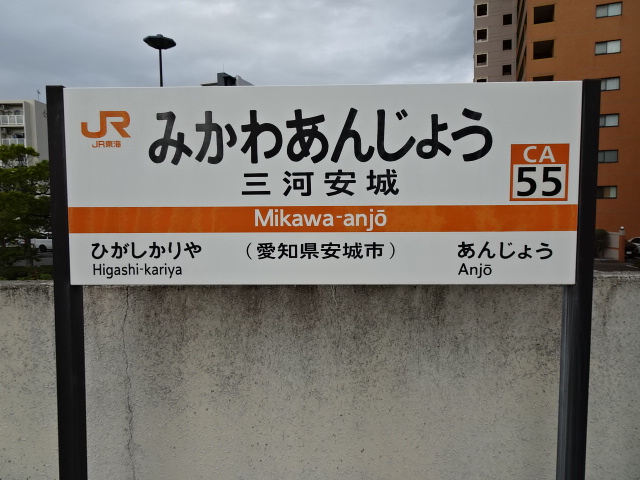 JR
JR東海
みかわあんじょう
三河安城
CA
55
Mikawa-anjō
ひがしかりや
Higashi-kariya
（愛知県安城市）
あんじょう
Anjō